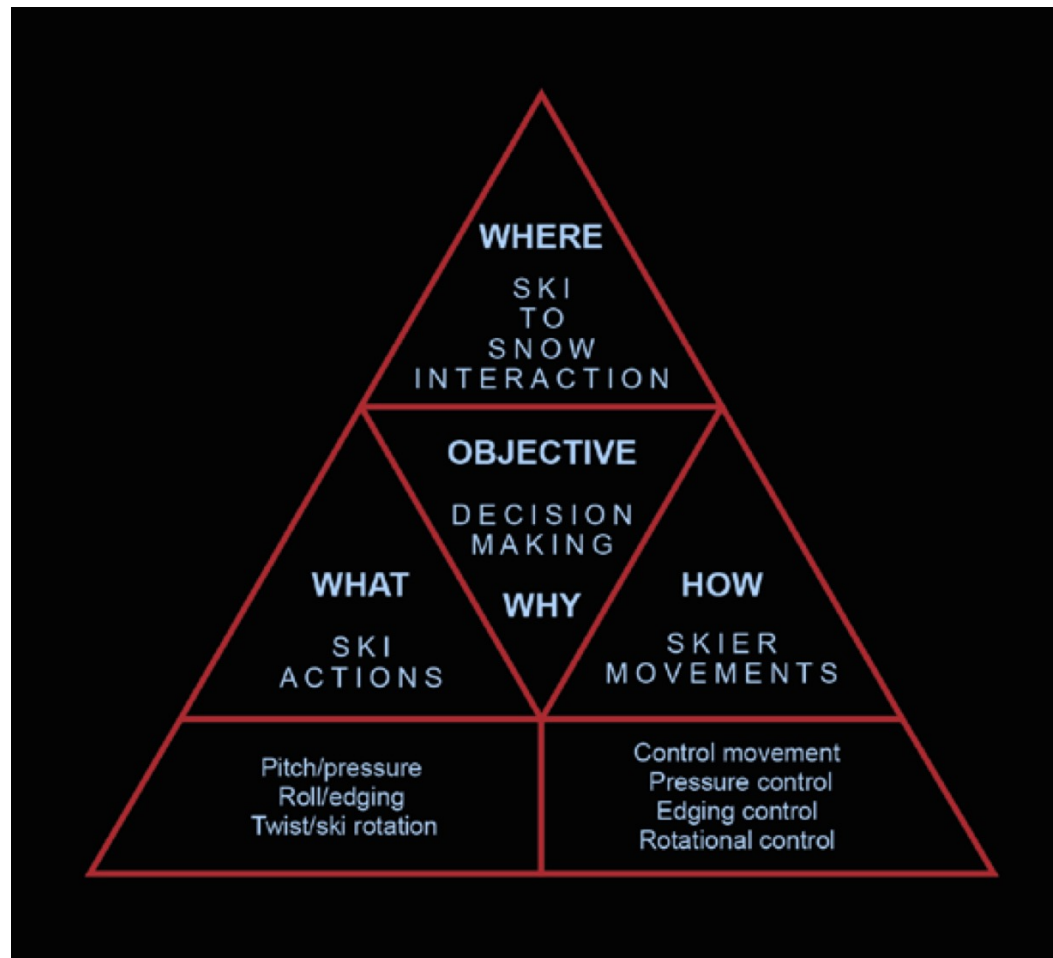 WHERE
SKI
TO
SNOW
INTERACTION
OBJECTIVE
DECISION
MAKING
WHY
WHAT
SKI
ACTIONS
HOW
SKIER
MOVEMENTS
Pitch/pressure
Roll/edging
Twist/ski rotation
Control movement
Pressure control
Edging control
Rotational control